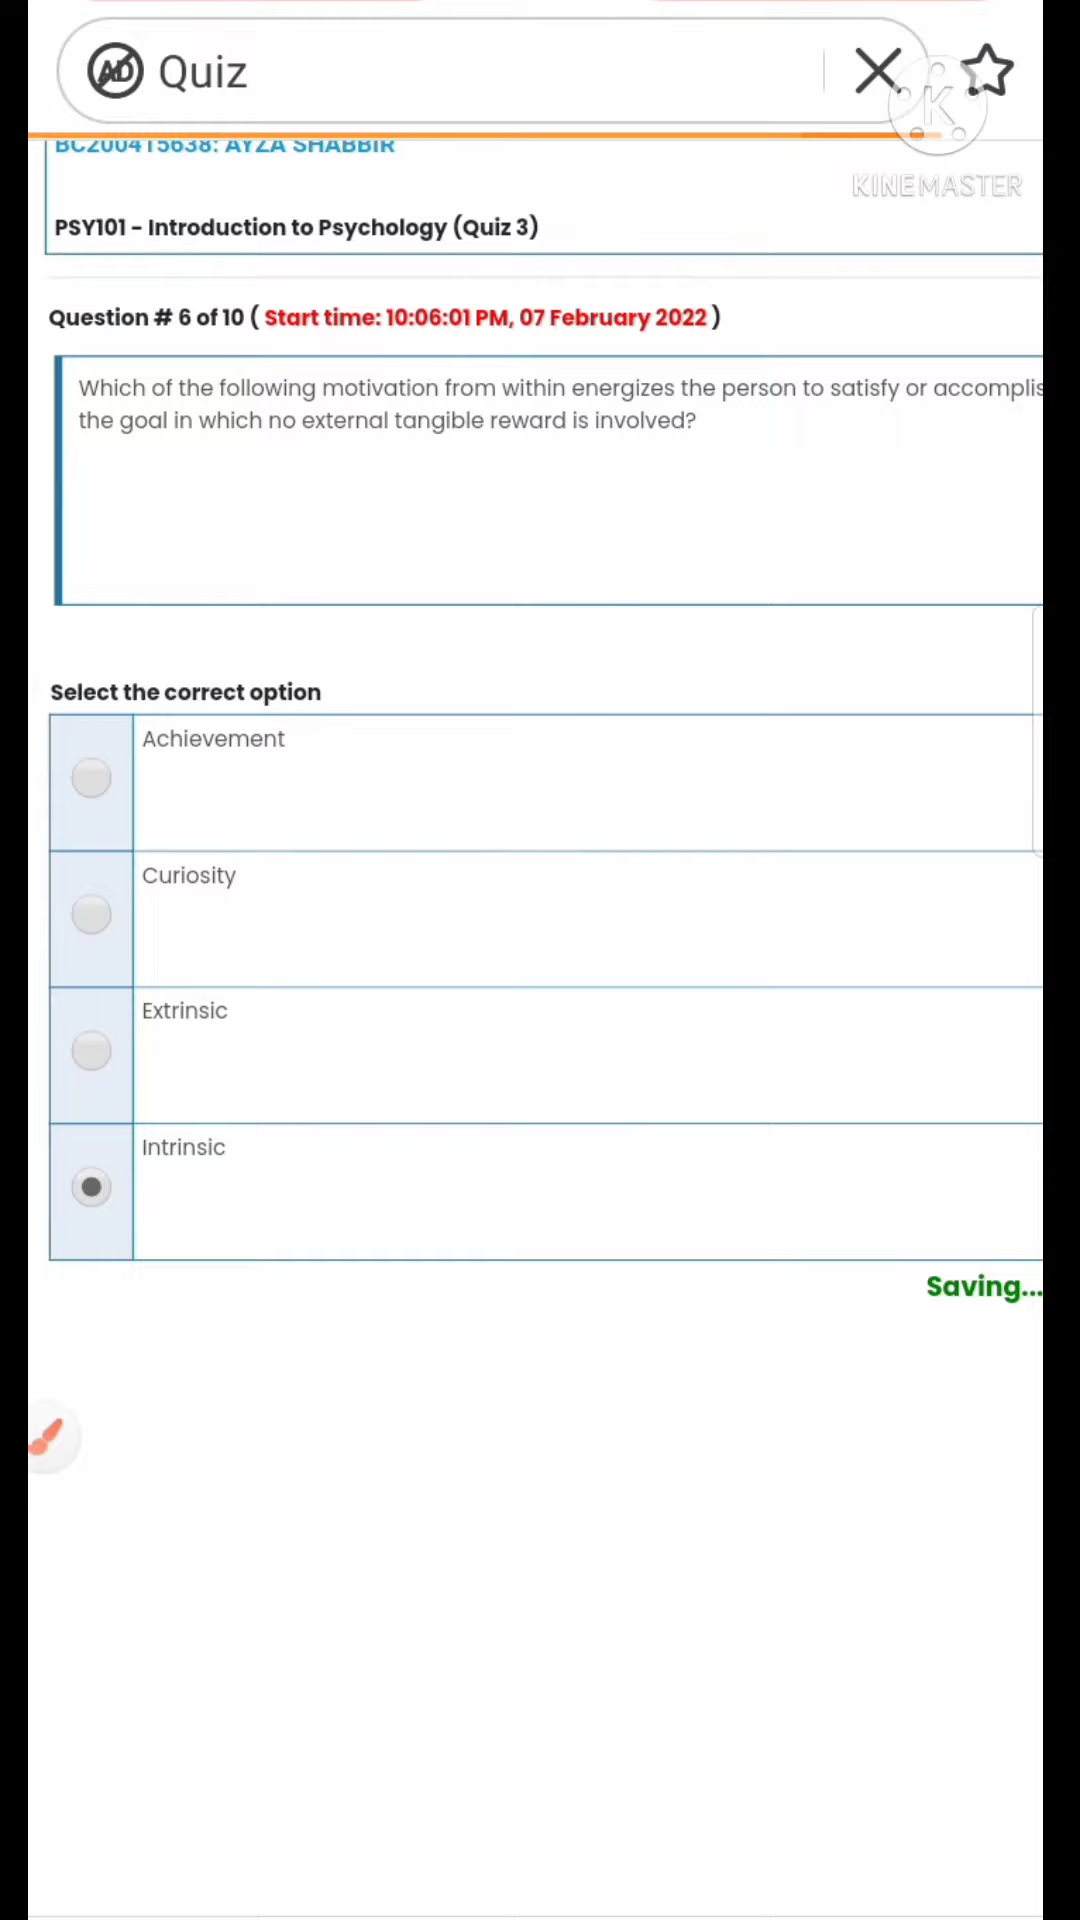 AD Quiz
BC200415638: AYZA SHABBIR
K
KINEMASTER
PSY101 - Introduction to Psychology (Quiz 3)
Question # 6 of 10 ( Start time: 10:06:01 PM, 07 February 2022 )
Which of the following motivation from within energizes the person to satisfy or accomplis
the goal in which no external tangible reward is involved?
Select the correct option
Achievement
Curiosity
Extrinsic
Intrinsic
Saving...